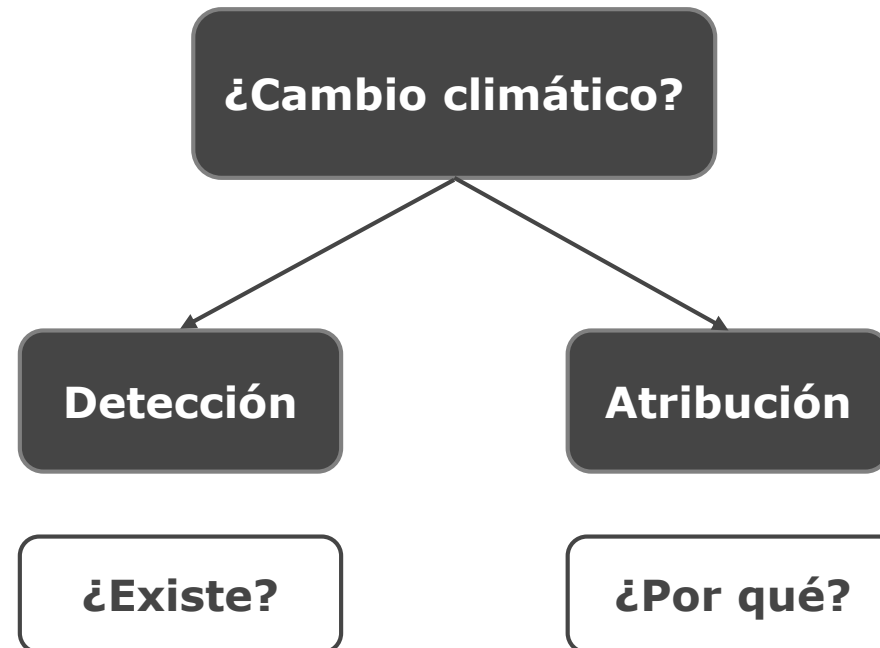 ¿Cambio climático?
Detección
Atribución
¿Existe?
¿Por qué?